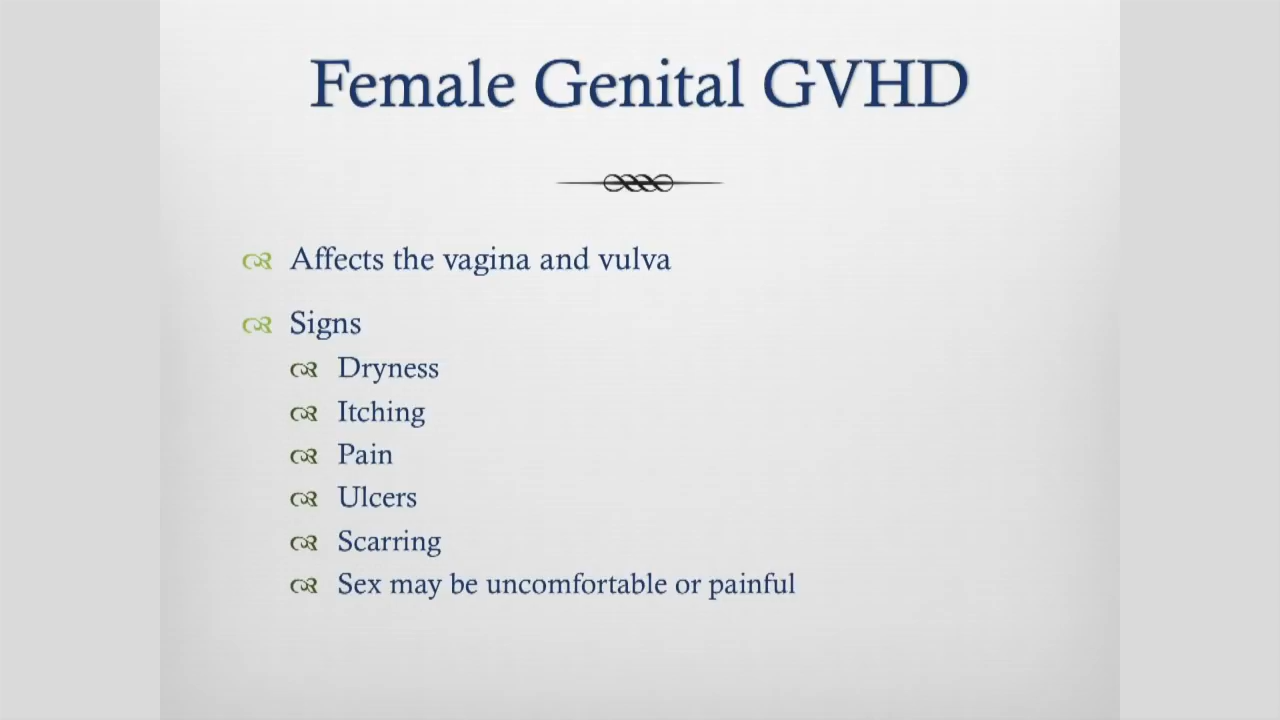 Female Genital GVHD
Affects the vagina and vulva
Signs
Dryness
Itching
Pain
Ulcers
Scarring
Sex may be uncomfortable or painful